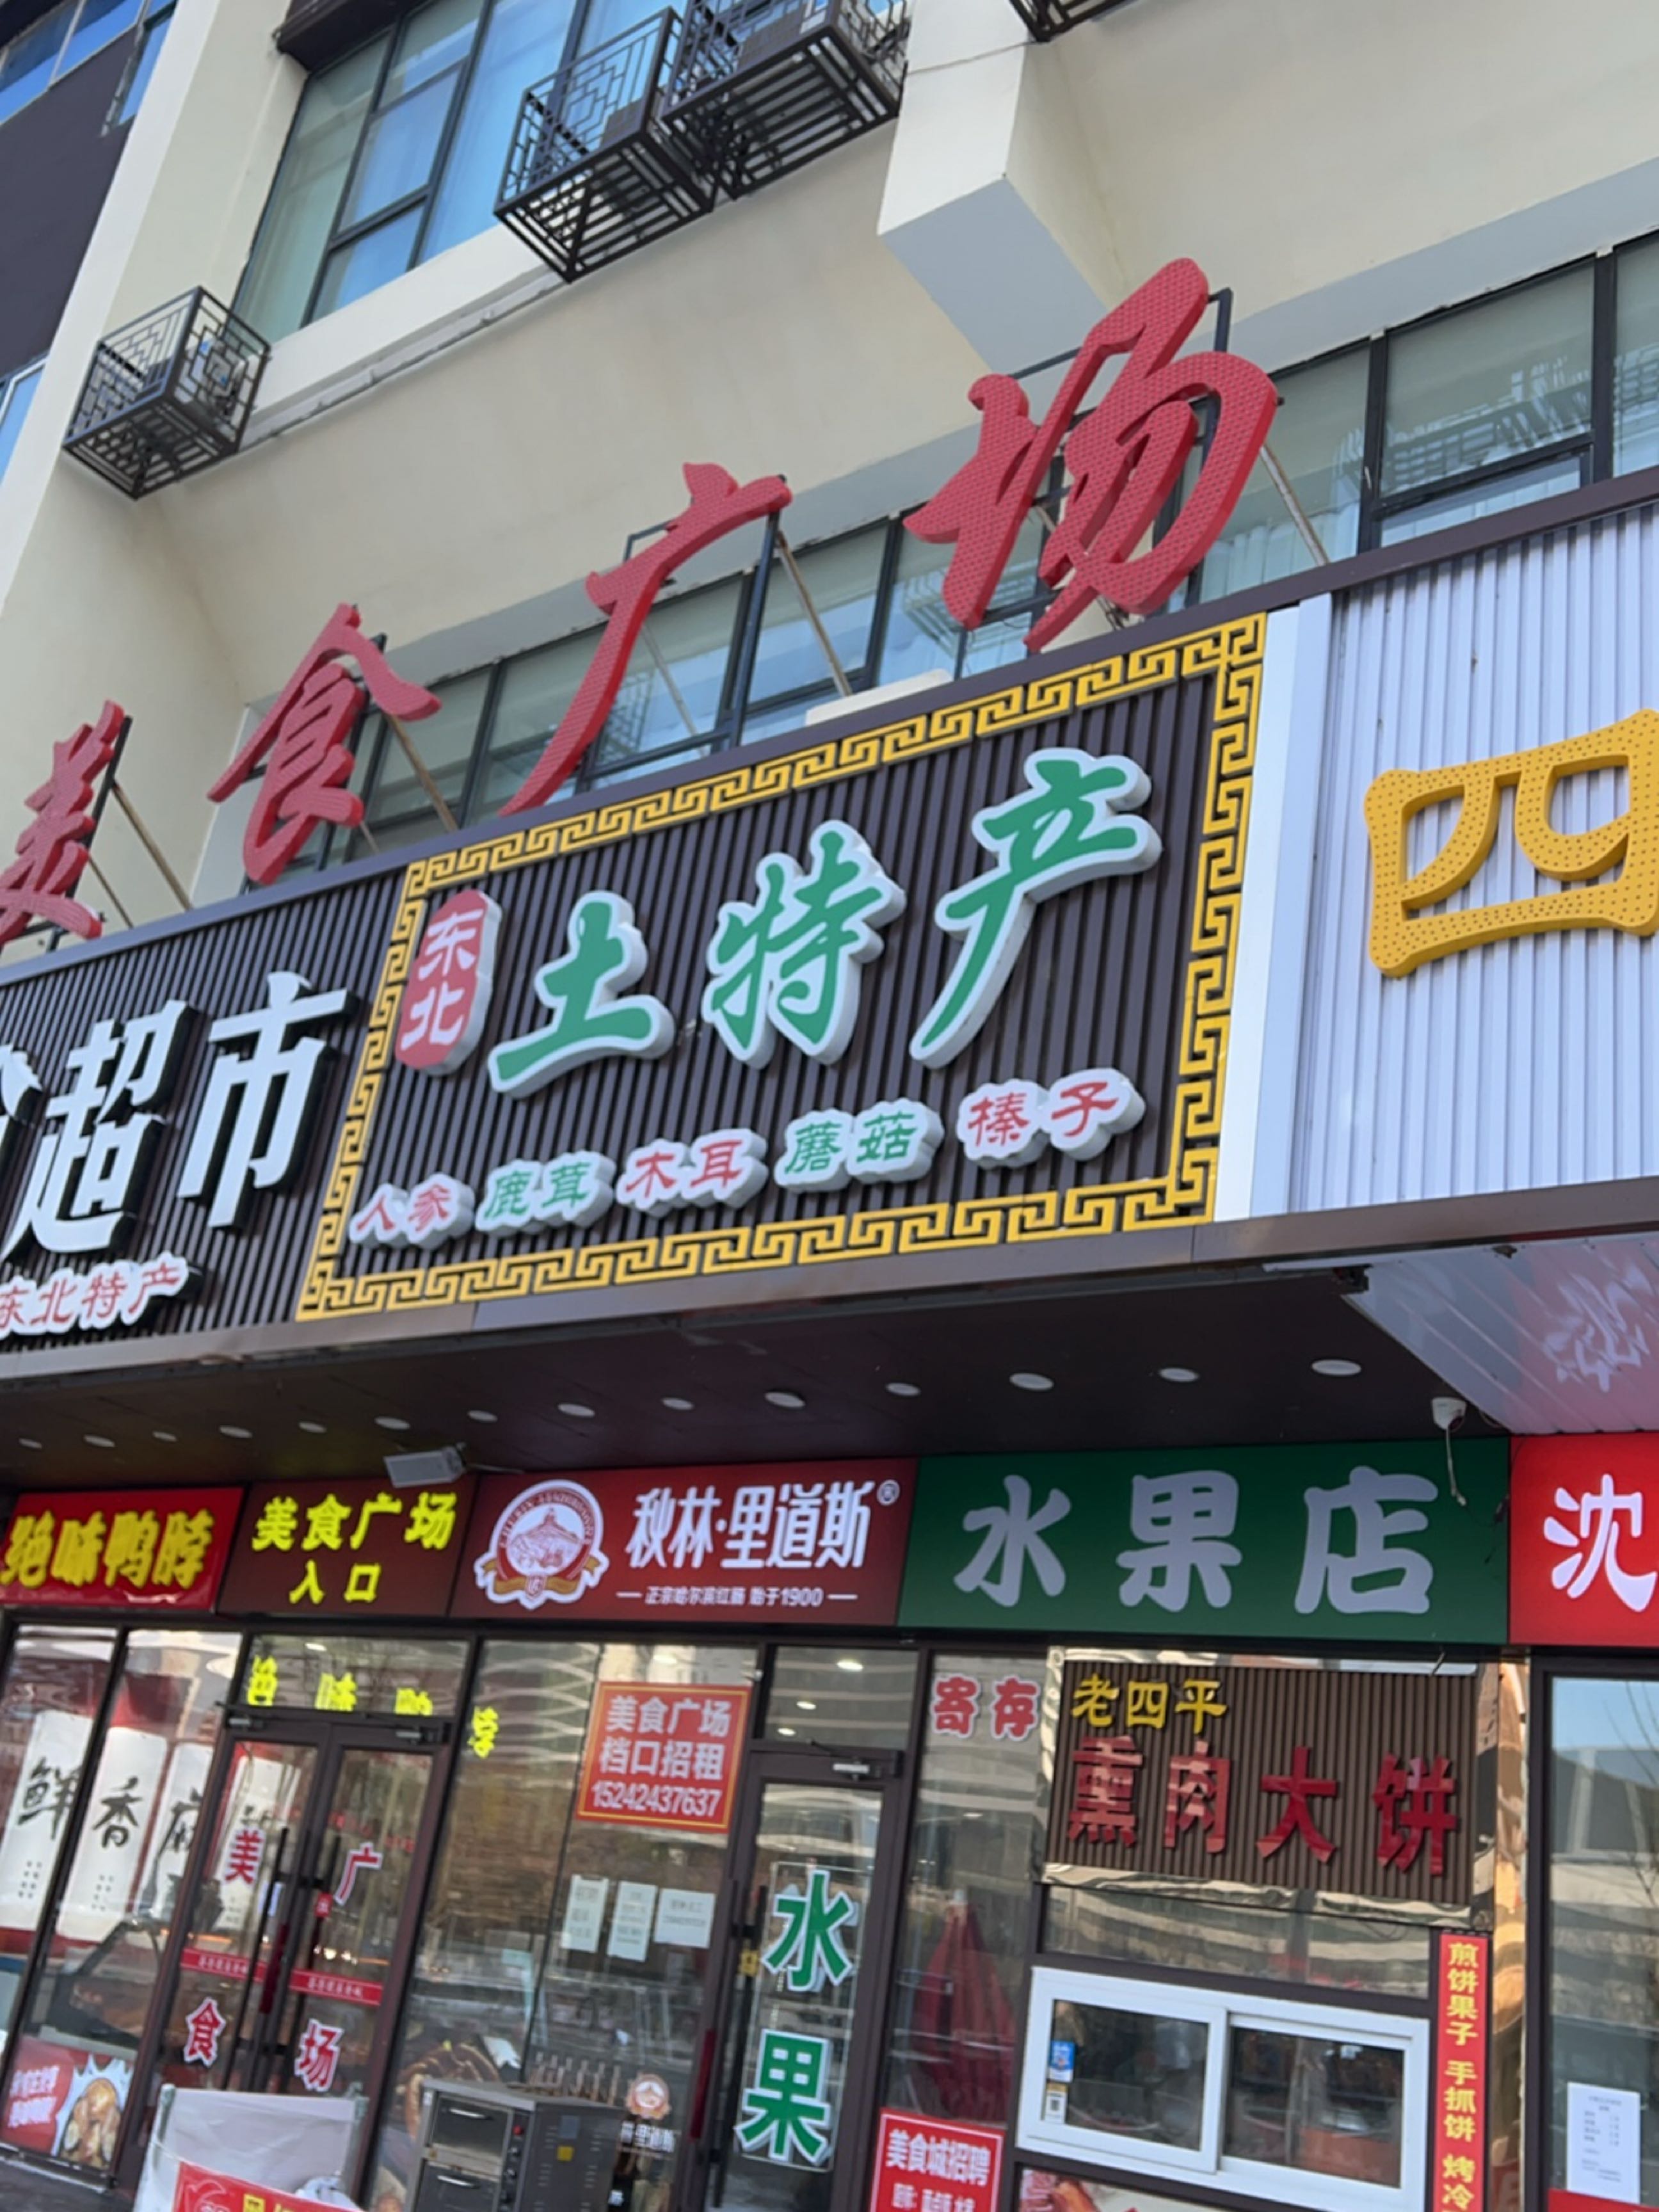 美食广场
超市
东北特产
东北
土特产
人参 鹿茸 木耳 蘑菇 榛子
四
绝味鸭脖
美食广场
入口
秋林·里道斯®
正宗哈尔滨红肠 始于1900
水果店
沈
绝味鸭脖
美食广场
档口招租
15242437637
寄存
老四平
熏肉大饼
鲜香麻
美食广场
水果
煎饼果子 手抓饼 烤冷
美食城招聘